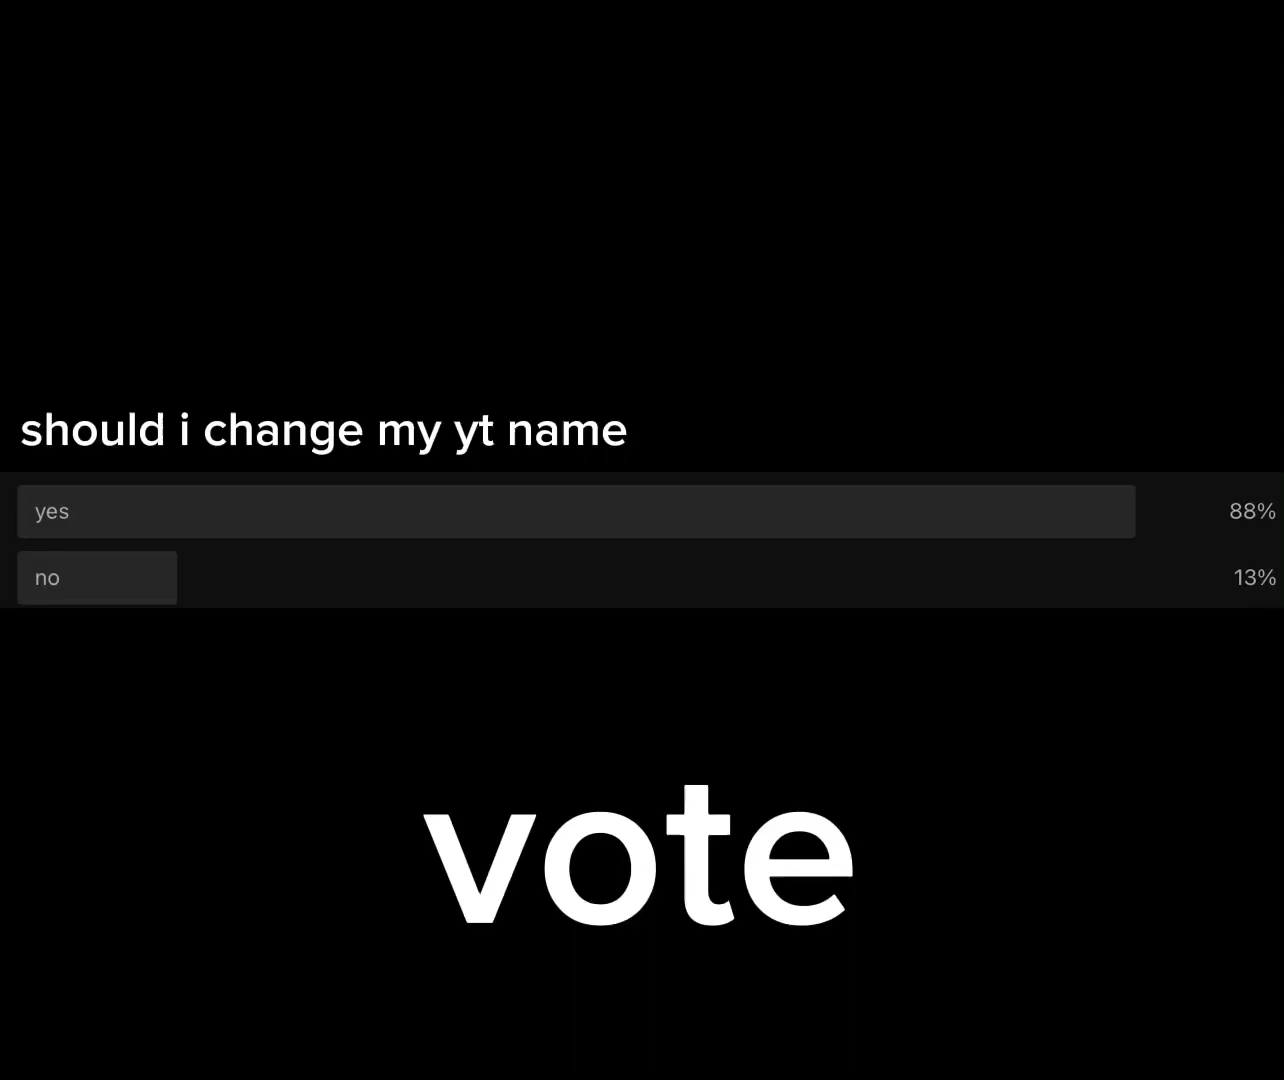 should i change my yt name
yes 88%
no 13%
vote